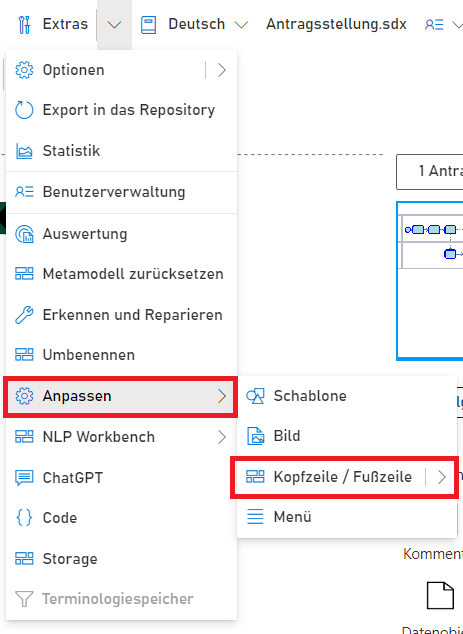 Extras
Deutsch
Antragsstellung.sdx
Optionen
Export in das Repository
Statistik
Benutzerverwaltung
Auswertung
Metamodell zurücksetzen
Erkennen und Reparieren
Umbenennen
Anpassen
NLP Workbench
ChatGPT
Code
Storage
Terminologiespeicher
Schablone
Bild
Kopfzeile / Fußzeile
Menü
1 Antra
Komment
Datenobje